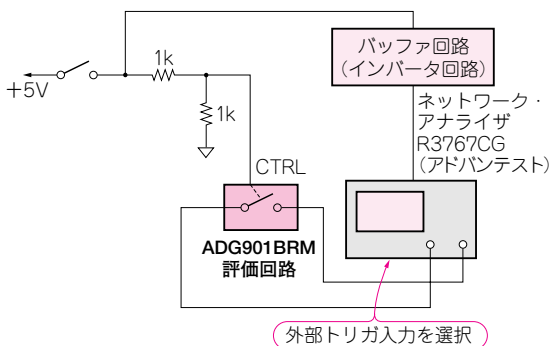 +5V
1k
1k
CTRL
ADG901BRM
評価回路
バッファ回路
（インバータ回路）
ネットワーク・
アナライザ
R3767CG
（アドバンテスト）
外部トリガ入力を選択